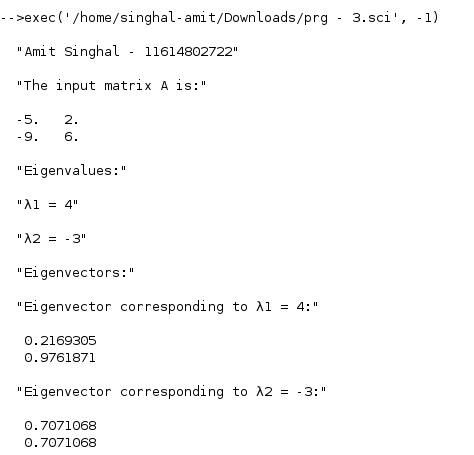 -->exec('/home/singhal-amit/Downloads/prg - 3.sci', -1)
"Amit Singhal - 11614802722"
"The input matrix A is:"
-5. 2.
-9. 6.
"Eigenvalues:"
"λ1 = 4"
"λ2 = -3"
"Eigenvectors:"
"Eigenvector corresponding to λ1 = 4:"
0.2169305
0.9761871
"Eigenvector corresponding to λ2 = -3:"
0.7071068
0.7071068